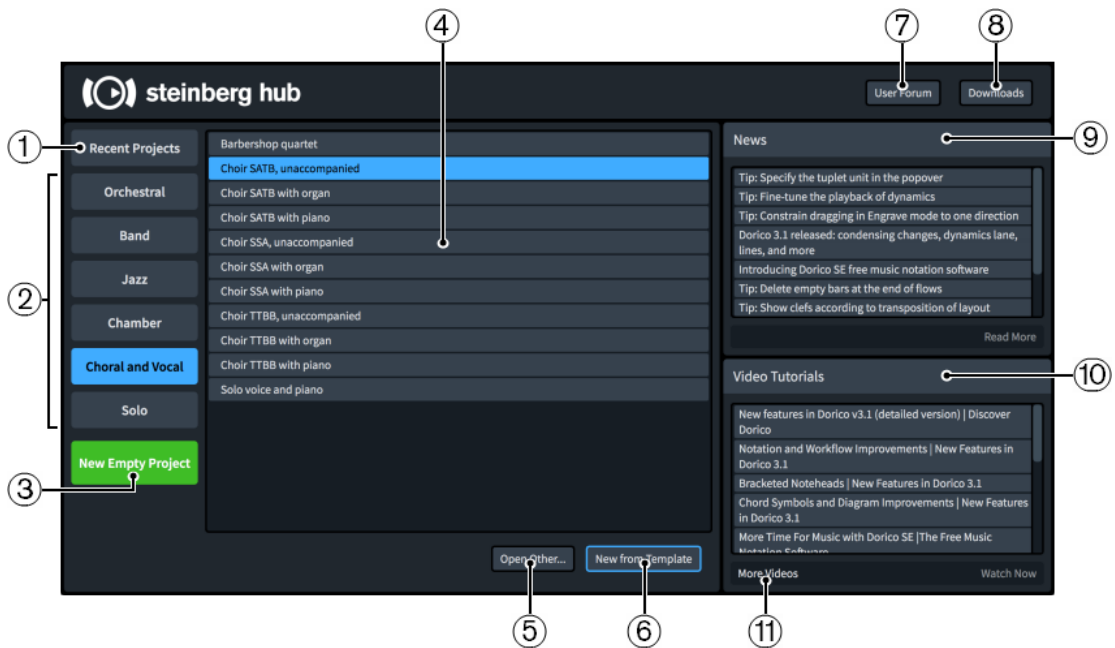 ④
⑦
⑧
steinberg hub
User Forum
Downloads
①
Recent Projects
②
Orchestral
Band
Jazz
Chamber
Choral and Vocal
Solo
③
New Empty Project
Barbershop quartet
Choir SATB, unaccompanied
Choir SATB with organ
Choir SATB with piano
Choir SSA, unaccompanied
Choir SSA with organ
Choir SSA with piano
Choir TTBB, unaccompanied
Choir TTBB with organ
Choir TTBB with piano
Solo voice and piano
Open Other...
New from Template
⑤
⑥
News
⑨
Tip: Specify the tuplet unit in the popover
Tip: Fine-tune the playback of dynamics
Tip: Constrain dragging in Engrave mode to one direction
Dorico 3.1 released: condensing changes, dynamics lane,
lines, and more
Introducing Dorico SE free music notation software
Tip: Delete empty bars at the end of flows
Tip: Show clefs according to transposition of layout
Read More
Video Tutorials
⑩
New features in Dorico v3.1 (detailed version) | Discover
Dorico
Notation and Workflow Improvements | New Features in
Dorico 3.1
Bracketed Noteheads | New Features in Dorico 3.1
Chord Symbols and Diagram Improvements | New Features
in Dorico 3.1
More Time For Music with Dorico SE |The Free Music
Notation Software
More Videos
Watch Now
⑪